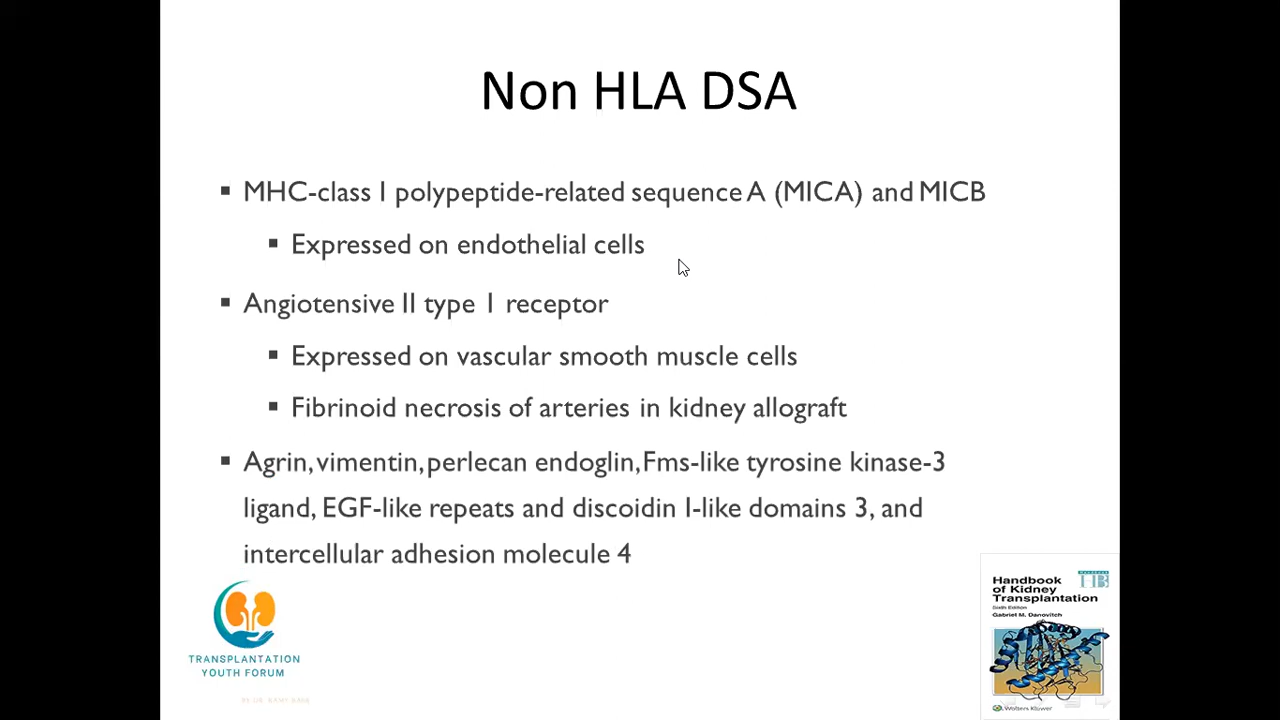 Non HLA DSA
▪ MHC-class I polypeptide-related sequence A (MICA) and MICB
▪ Expressed on endothelial cells
▪ Angiotensive II type 1 receptor
▪ Expressed on vascular smooth muscle cells
▪ Fibrinoid necrosis of arteries in kidney allograft
▪ Agrin, vimentin, perlecan endoglin, Fms-like tyrosine kinase-3
ligand, EGF-like repeats and discoidin I-like domains 3, and
intercellular adhesion molecule 4
TRANSPLANTATION
YOUTH FORUM
Handbook
of Kidney
Transplantation
Sixth Edition
Gabriel M. Danovitch
Wolters Kluwer